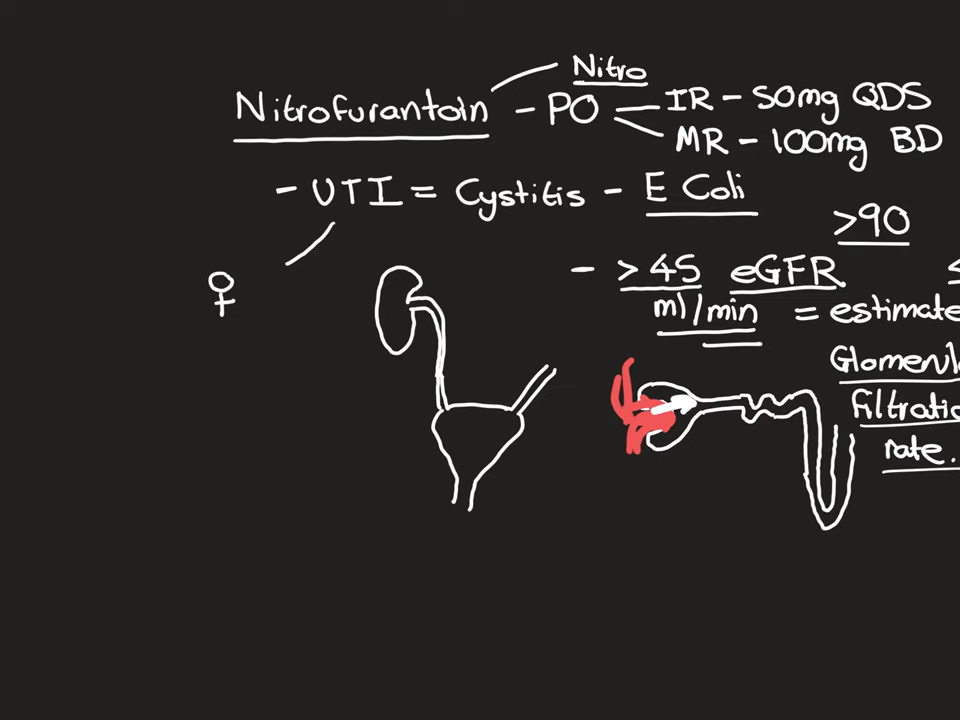 Nitro
Nitrofurantoin - PO IR - 50mg QDS
MR - 100mg BD
- UTI = Cystitis - E Coli
>90
- > 45 eGFR
ml/min = estimate
Glomerul
filtratio
rate.